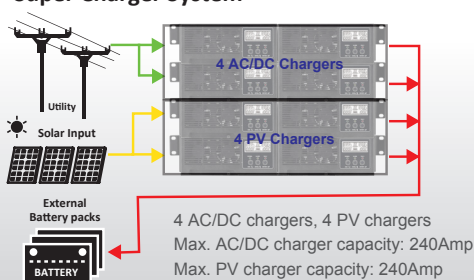 Super Charger System
4 AC/DC Chargers
Utility
Solar Input
4 PV Chargers
External
Battery packs
BATTERY
4 AC/DC chargers, 4 PV chargers
Max. AC/DC charger capacity: 240Amp
Max. PV charger capacity: 240Amp